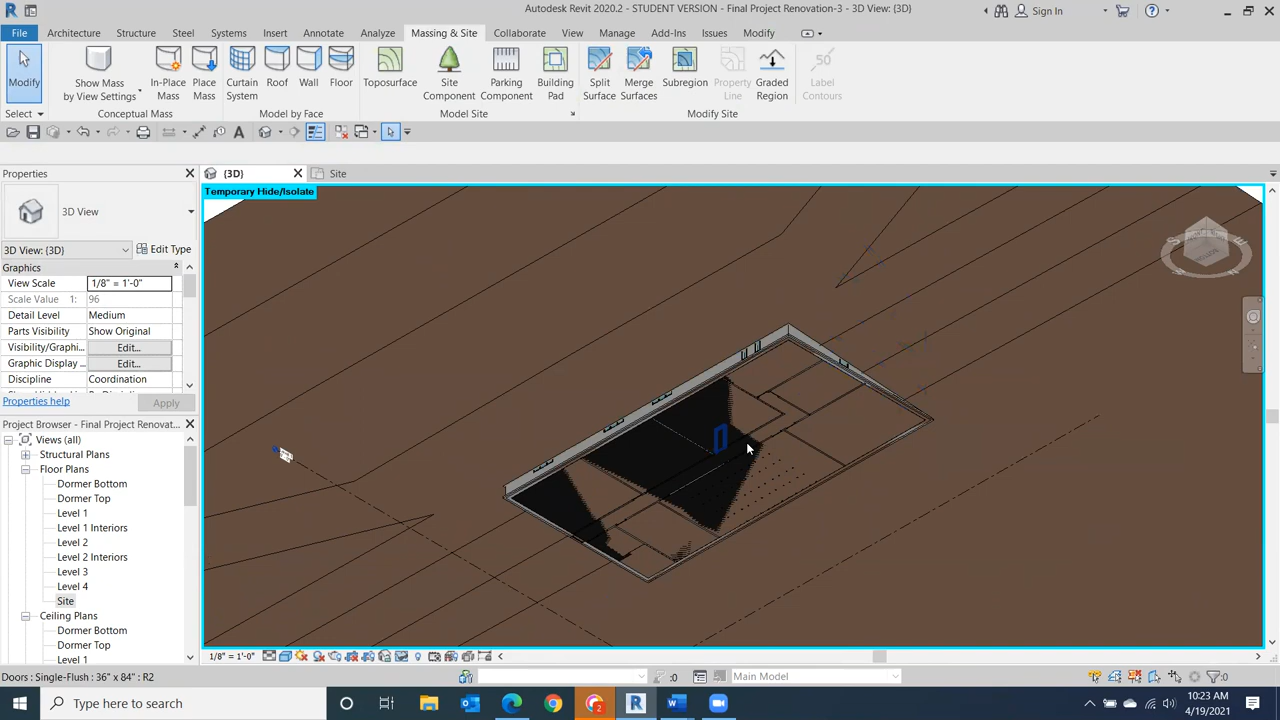 Autodesk Revit 2020.2 - STUDENT VERSION - Final Project Renovation-3 - 3D View: {3D}
Sign In
File Architecture Structure Steel Systems Insert Annotate Analyze Massing & Site Collaborate View Manage Add-Ins Issues Modify
Modify
Show Mass
by View Settings
In-Place
Mass
Place
Mass
Curtain
System
Roof
Wall
Floor
Toposurface
Site
Component
Parking
Component
Building
Pad
Split
Surface
Merge
Surfaces
Subregion
Property
Line
Graded
Region
50
Label
Contours
Select
Conceptual Mass
Model by Face
Model Site
Modify Site
Properties
{3D}
Site
Temporary Hide/Isolate
3D View
3D View: {3D}
Edit Type
Graphics
View Scale 1/8" = 1'-0"
Scale Value 1: 96
Detail Level Medium
Parts Visibility Show Original
Visibility/Graphi... Edit...
Graphic Display ... Edit...
Discipline Coordination
Properties help
Apply
Project Browser - Final Project Renovat...
Views (all)
Structural Plans
Floor Plans
Dormer Bottom
Dormer Top
Level 1
Level 1 Interiors
Level 2
Level 2 Interiors
Level 3
Level 4
Site
Ceiling Plans
Dormer Bottom
Dormer Top
Level 1
1/8" = 1'-0"
Doors : Single-Flush : 36" x 84" : R2
:0
Main Model
:0
Type here to search
2
10:23 AM
4/19/2021